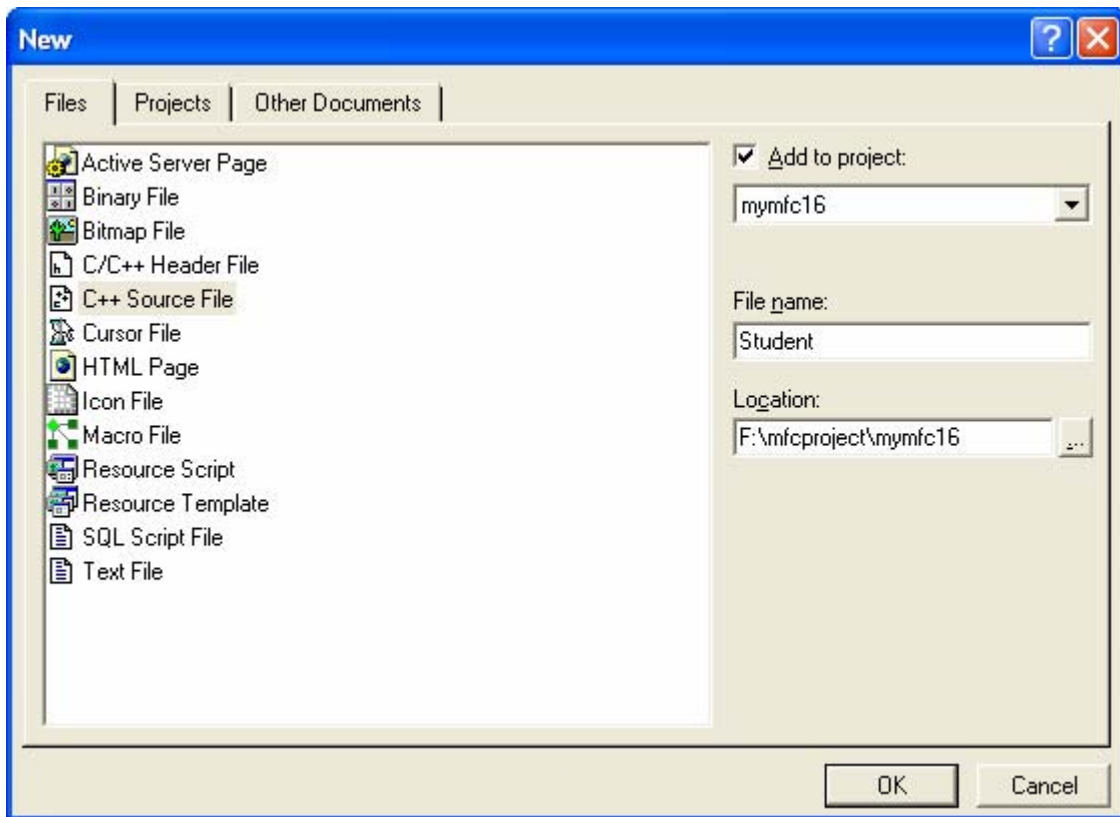 New
Files
Projects
Other Documents
Active Server Page
Binary File
Bitmap File
C/C++ Header File
C++ Source File
Cursor File
HTML Page
Icon File
Macro File
Resource Script
Resource Template
SQL Script File
Text File
Add to project:
mymfc16
File name:
Student
Location:
F:\mfcproject\mymfc16
...
OK
Cancel